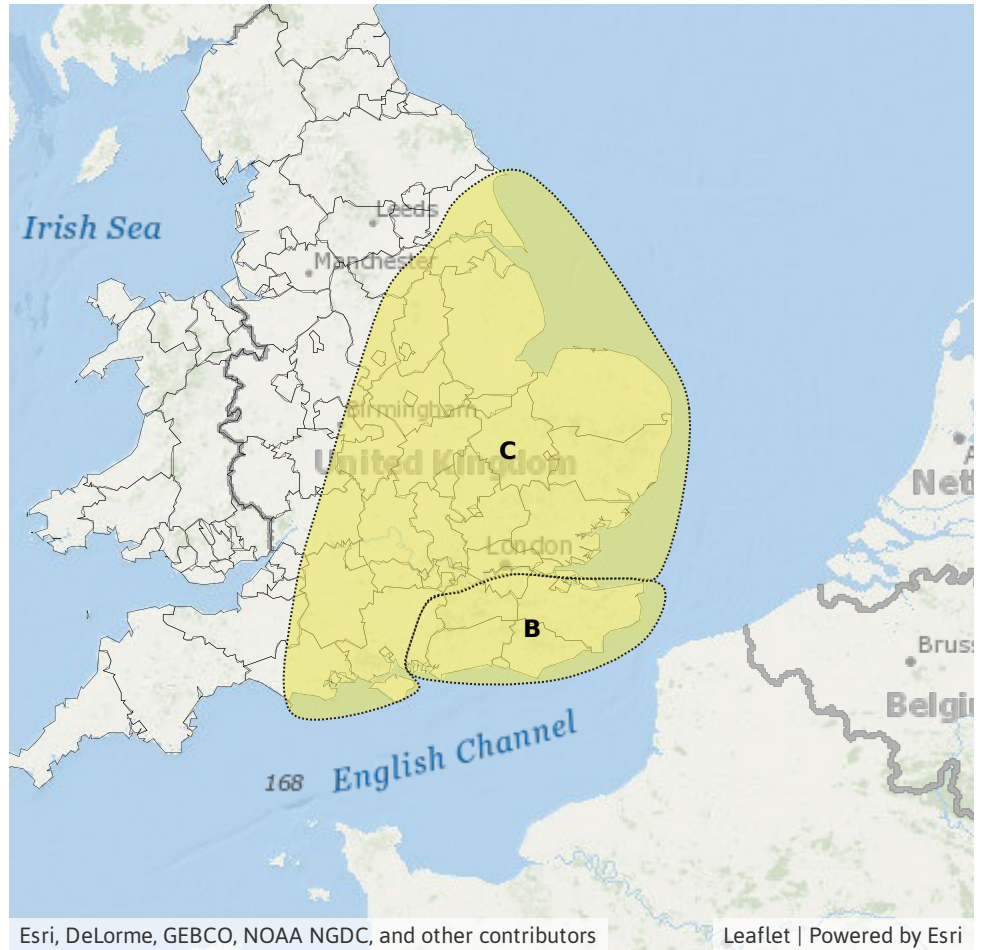 Leeds
Irish Sea
Manchester
Birmingham
C
United Kingdom
A
Net
London
B
Bruss
Belgiu
English Channel
168
Esri, DeLorme, GEBCO, NOAA NGDC, and other contributors
Leaflet | Powered by Esri